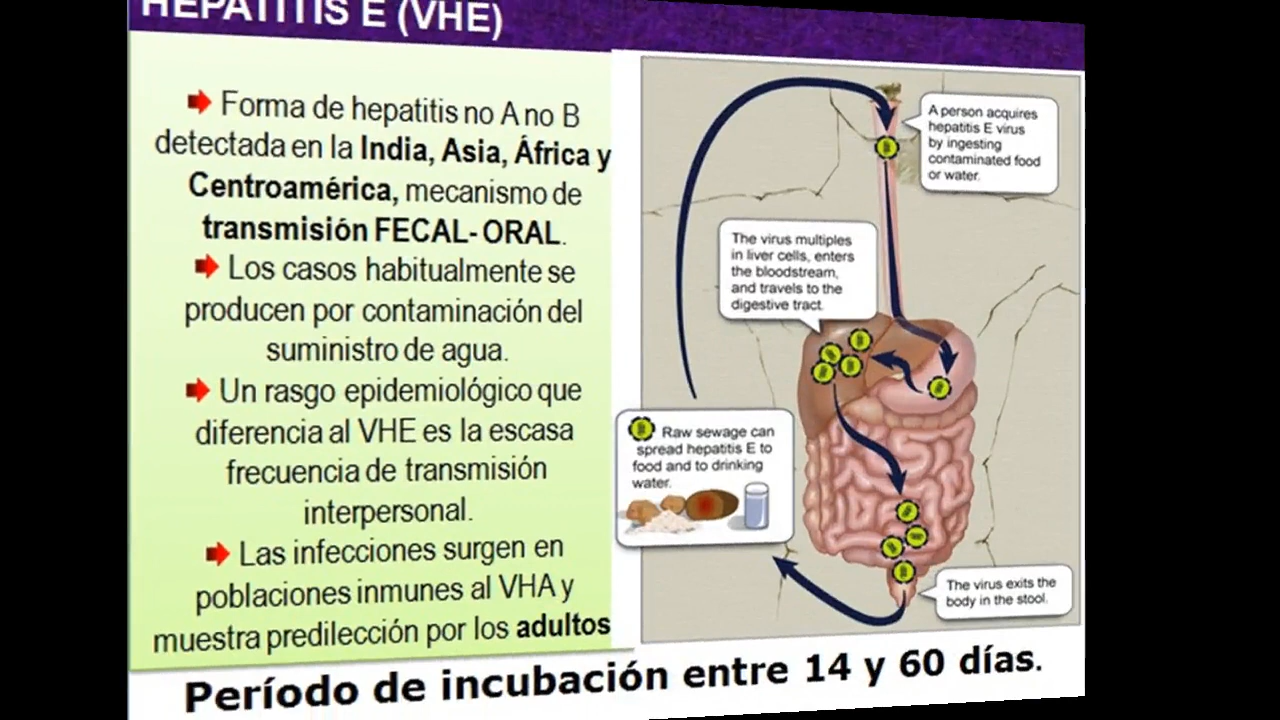 HEPATITIS E (VHE)
Forma de hepatitis no A no B
detectada en la India, Asia, África y
Centroamérica, mecanismo de
transmisión FECAL- ORAL.
Los casos habitualmente se
producen por contaminación del
suministro de agua.
Un rasgo epidemiológico que
diferencia al VHE es la escasa
frecuencia de transmisión
interpersonal.
Las infecciones surgen en
poblaciones inmunes al VHA y
muestra predilección por los adultos
A person acquires
hepatitis E virus
by ingesting
contaminated food
or water.
The virus multiples
in liver cells, enters
the bloodstream,
and travels to the
digestive tract.
Raw sewage can
spread hepatitis E to
food and to drinking
water.
The virus exits the
body in the stool.
Período de incubación entre 14 y 60 días.